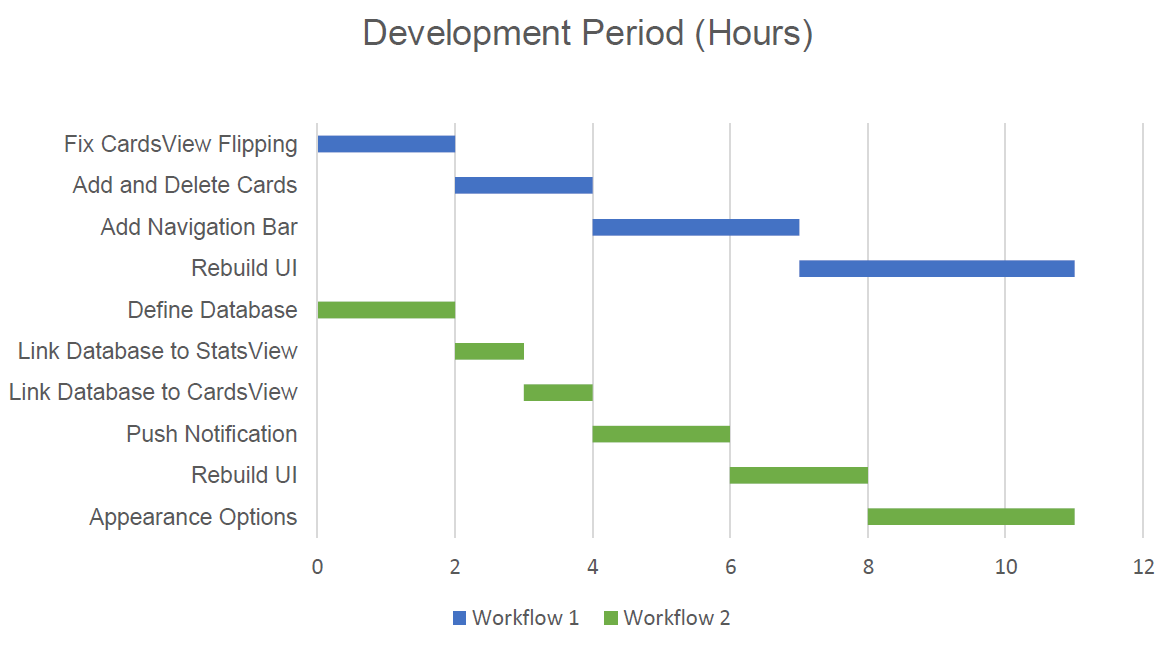 Development Period (Hours)
Fix CardsView Flipping
Add and Delete Cards
Add Navigation Bar
Rebuild UI
Define Database
Link Database to StatsView
Link Database to CardsView
Push Notification
Rebuild UI
Appearance Options
0 2 4 6 8 10 12
Workflow 1 Workflow 2